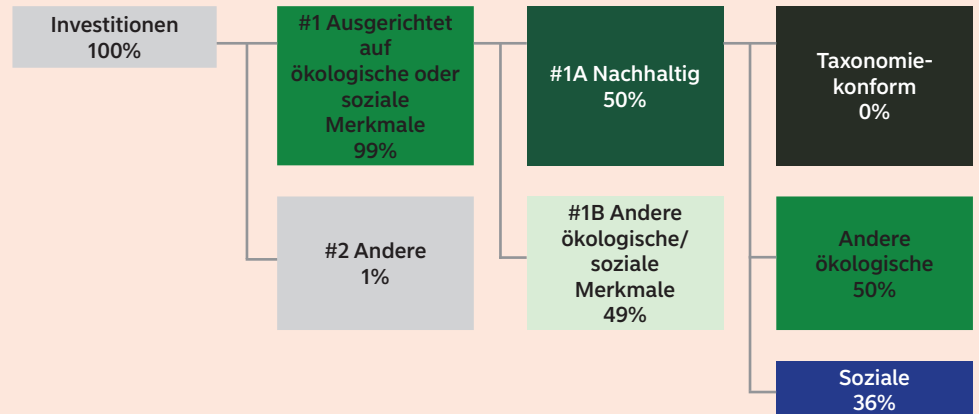 Investitionen
100%
#1 Ausgerichtet
auf
ökologische oder
soziale
Merkmale
99%
#1A Nachhaltig
50%
Taxonomie-
konform
0%
#2 Andere
1%
#1B Andere
ökologische/
soziale
Merkmale
49%
Andere
ökologische
50%
Soziale
36%